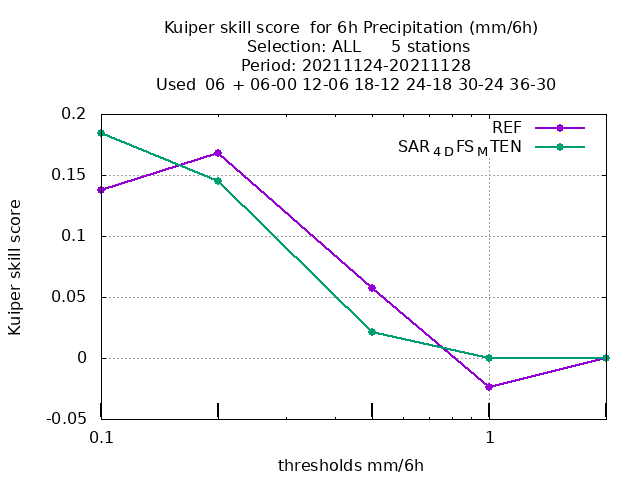 Kuiper skill score  for 6h Precipitation (mm/6h)
Selection: ALL      5 stations
Period: 20211124-20211128
Used  06 + 06-00 12-06 18-12 24-18 30-24 36-30
REF
SAR₄DFSMTEN
0.2
0.15
0.1
0.05
0
-0.05
Kuiper skill score
0.1
1
thresholds mm/6h